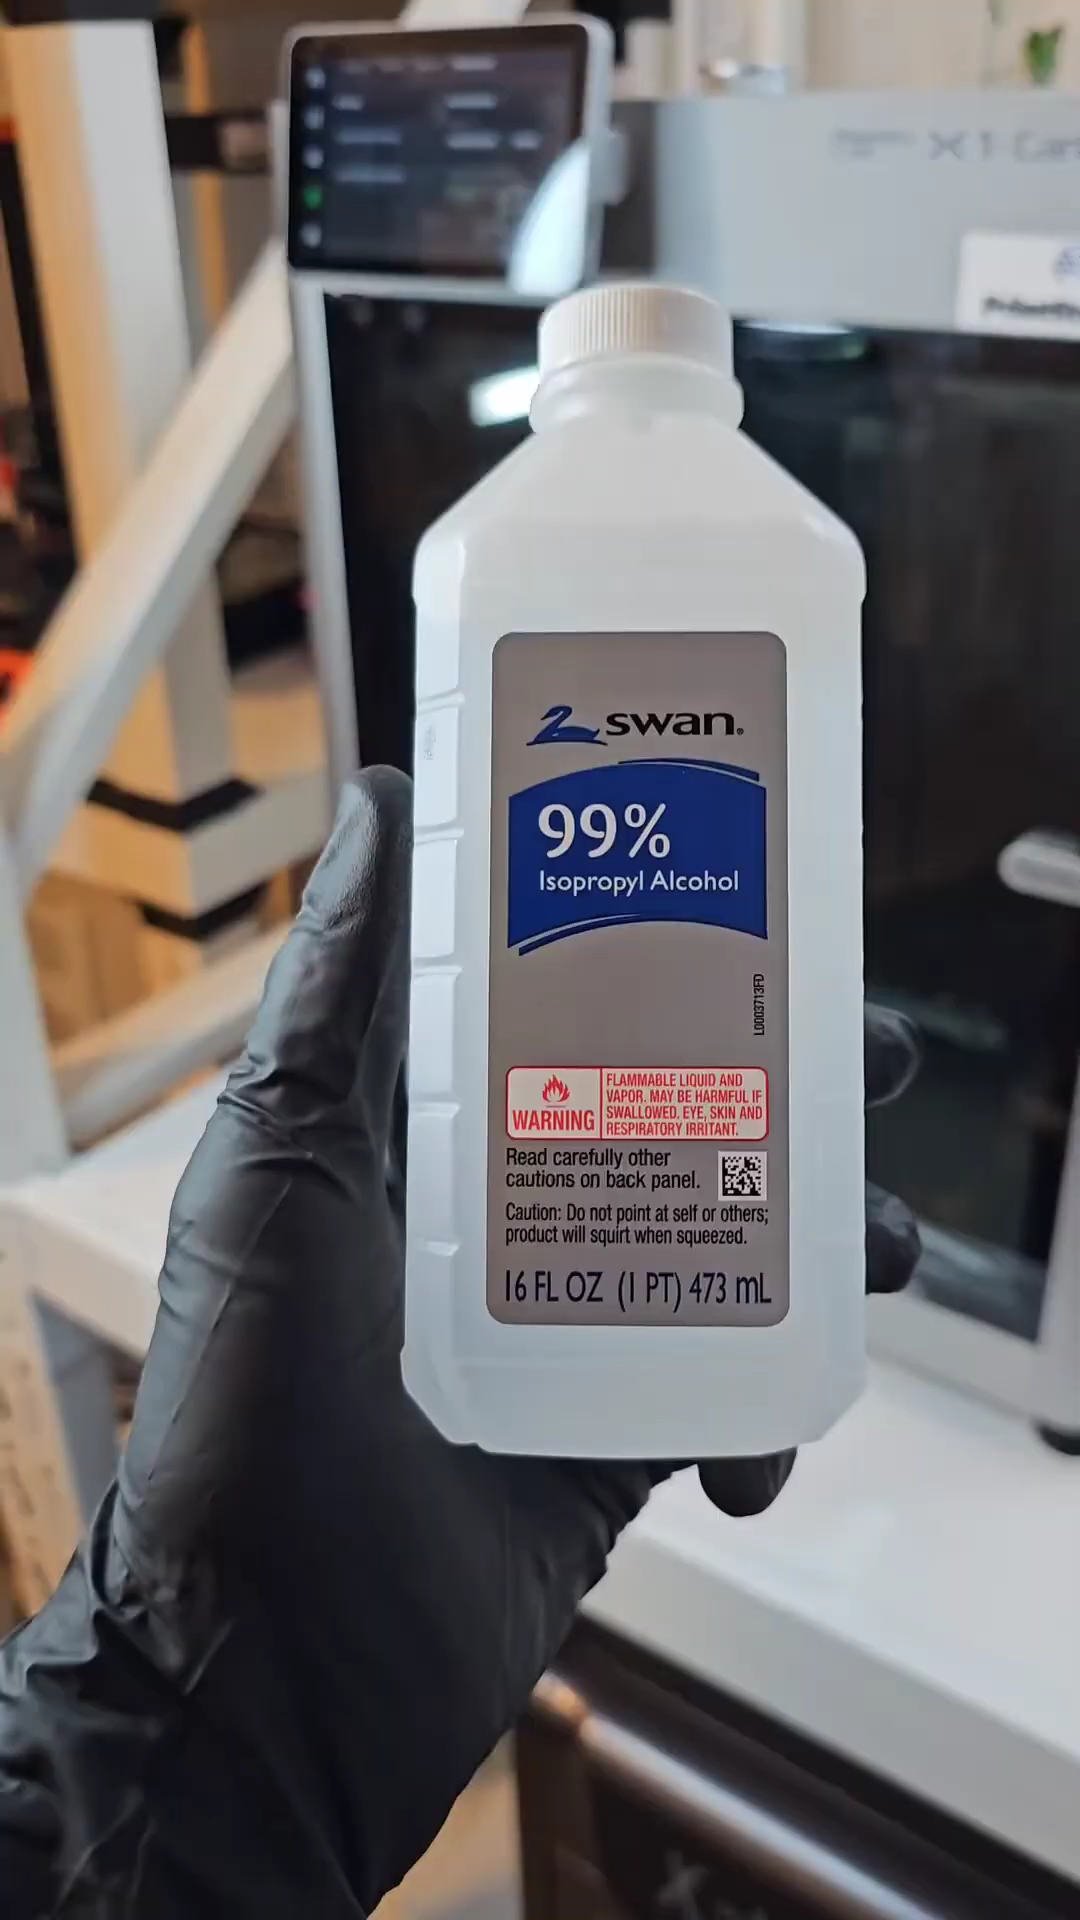 X1-Car
swan.
99%
Isopropyl Alcohol
L0003713FD
WARNING
FLAMMABLE LIQUID AND
VAPOR. MAY BE HARMFUL IF
SWALLOWED. EYE, SKIN AND
RESPIRATORY IRRITANT.
Read carefully other
cautions on back panel.
Caution: Do not point at self or others;
product will squirt when squeezed.
16 FL OZ (1 PT) 473 mL